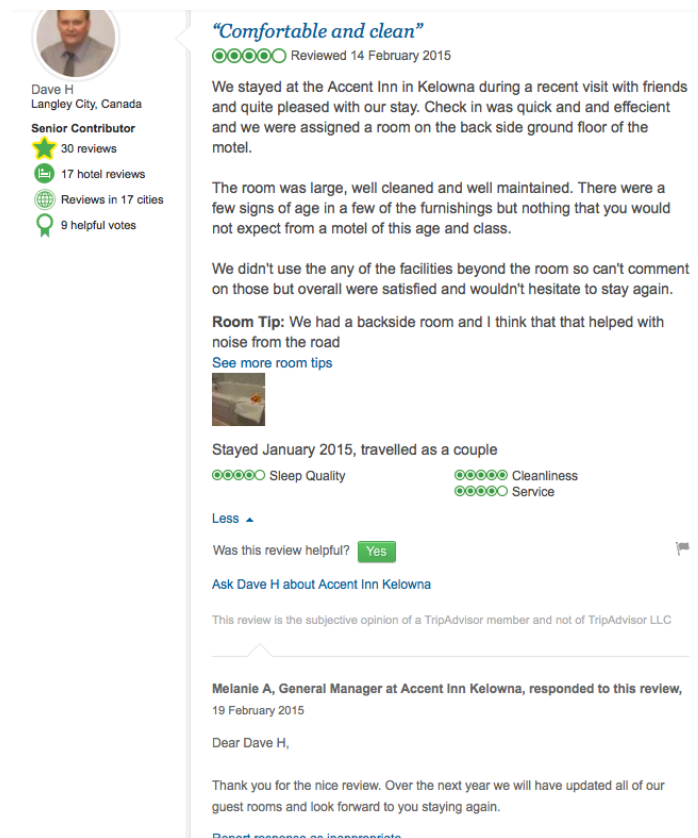 “Comfortable and clean”
Reviewed 14 February 2015
Dave H
Langley City, Canada
Senior Contributor
30 reviews
17 hotel reviews
Reviews in 17 cities
9 helpful votes
We stayed at the Accent Inn in Kelowna during a recent visit with friends
and quite pleased with our stay. Check in was quick and and effecient
and we were assigned a room on the back side ground floor of the
motel.
The room was large, well cleaned and well maintained. There were a
few signs of age in a few of the furnishings but nothing that you would
not expect from a motel of this age and class.
We didn't use the any of the facilities beyond the room so can't comment
on those but overall were satisfied and wouldn't hesitate to stay again.
Room Tip: We had a backside room and I think that that helped with
noise from the road
See more room tips
Stayed January 2015, travelled as a couple
Sleep Quality
Cleanliness
Service
Less
Was this review helpful? Yes
Ask Dave H about Accent Inn Kelowna
This review is the subjective opinion of a TripAdvisor member and not of TripAdvisor LLC
Melanie A, General Manager at Accent Inn Kelowna, responded to this review,
19 February 2015
Dear Dave H,
Thank you for the nice review. Over the next year we will have updated all of our
guest rooms and look forward to you staying again.
Report response as inappropriate